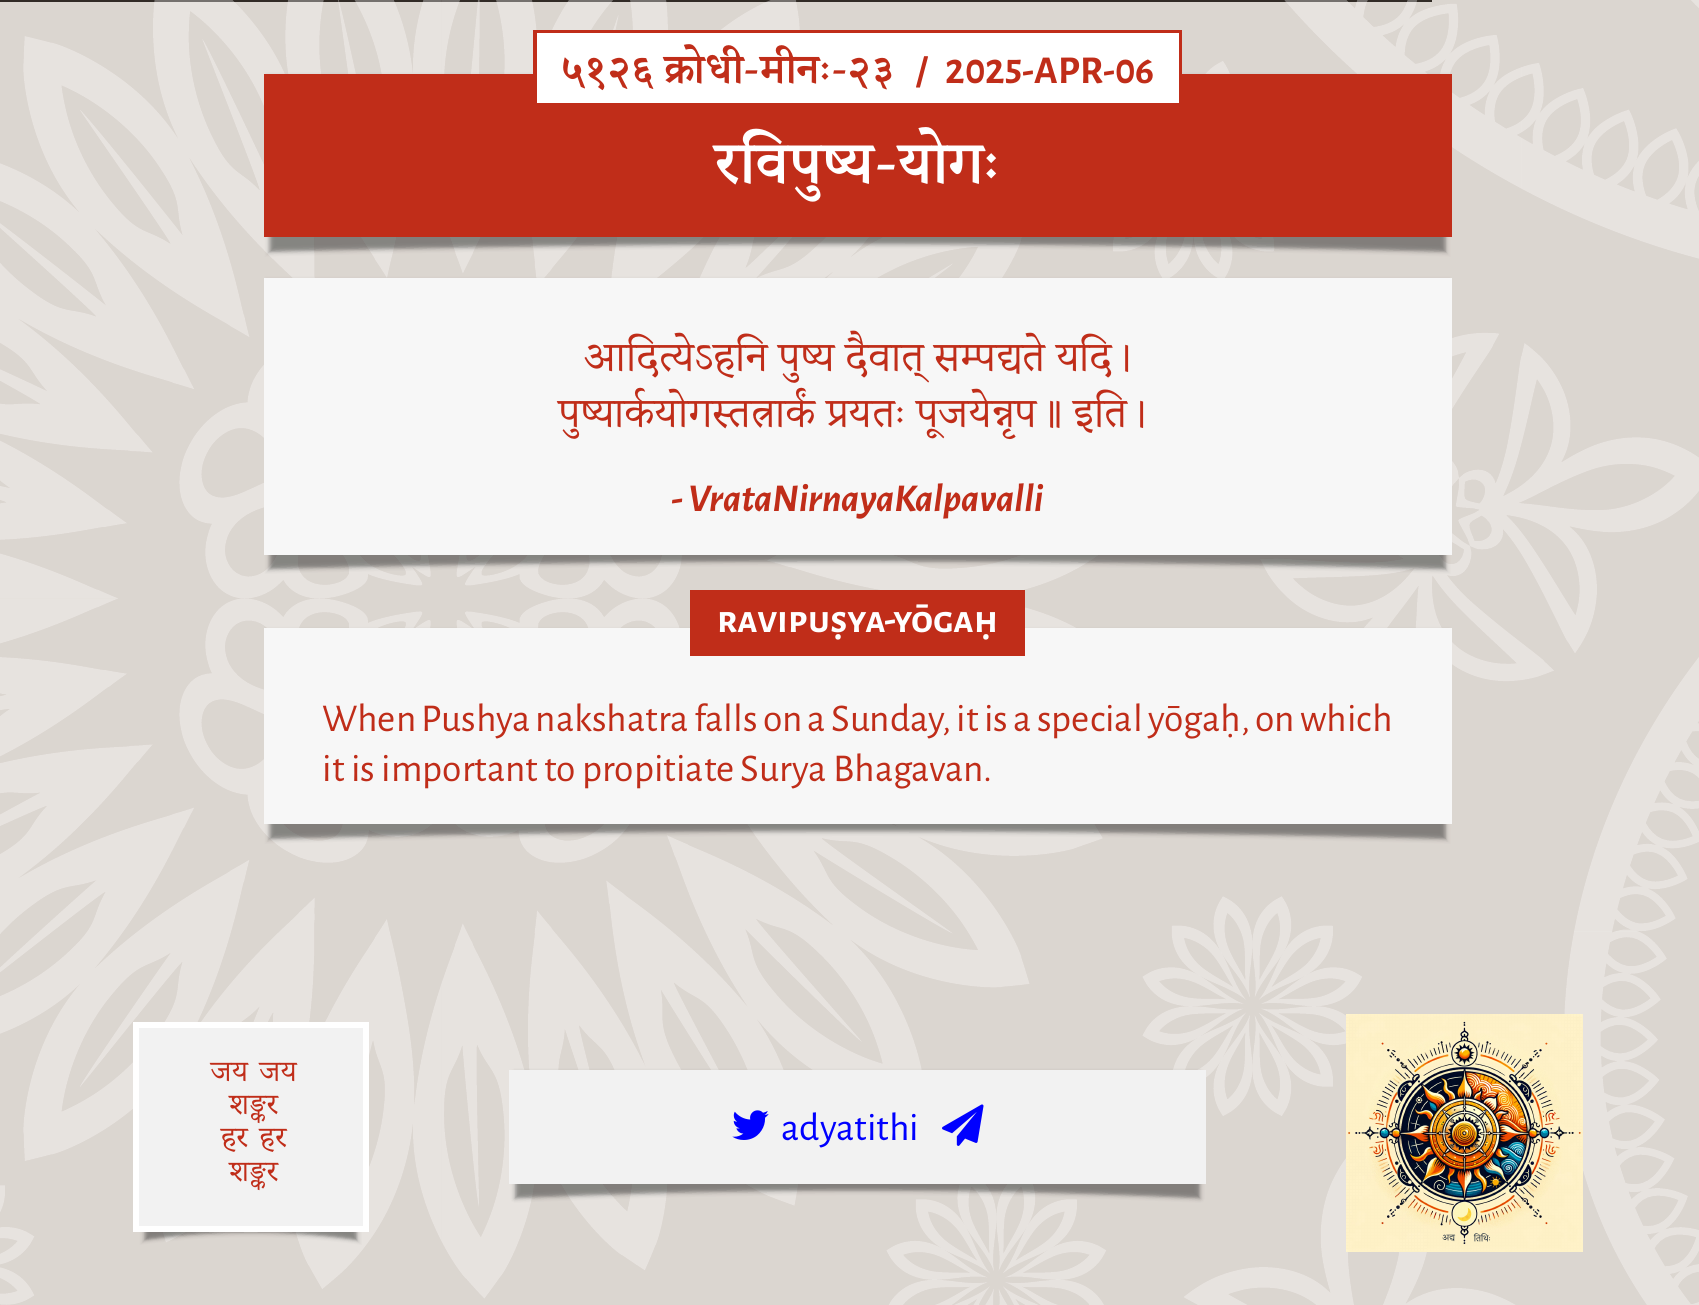 ५१२६ क्रोधी-मीनः-२३ / 2025-APR-06
रविपुष्य-योगः
आदित्येऽहनि पुष्य दैवात् सम्पद्यते यदि।
पुष्यार्कयोगस्तत्रार्कं प्रयतः पूजयेन्नृप॥ इति।
- VrataNirnayaKalpavalli
RAVIPUṢYA-YŌGAḤ
When Pushya nakshatra falls on a Sunday, it is a special yōgaḥ, on which
it is important to propitiate Surya Bhagavan.
जय जय
शङ्कर
हर हर
शङ्कर
adyatithi
अद्य तिथिः